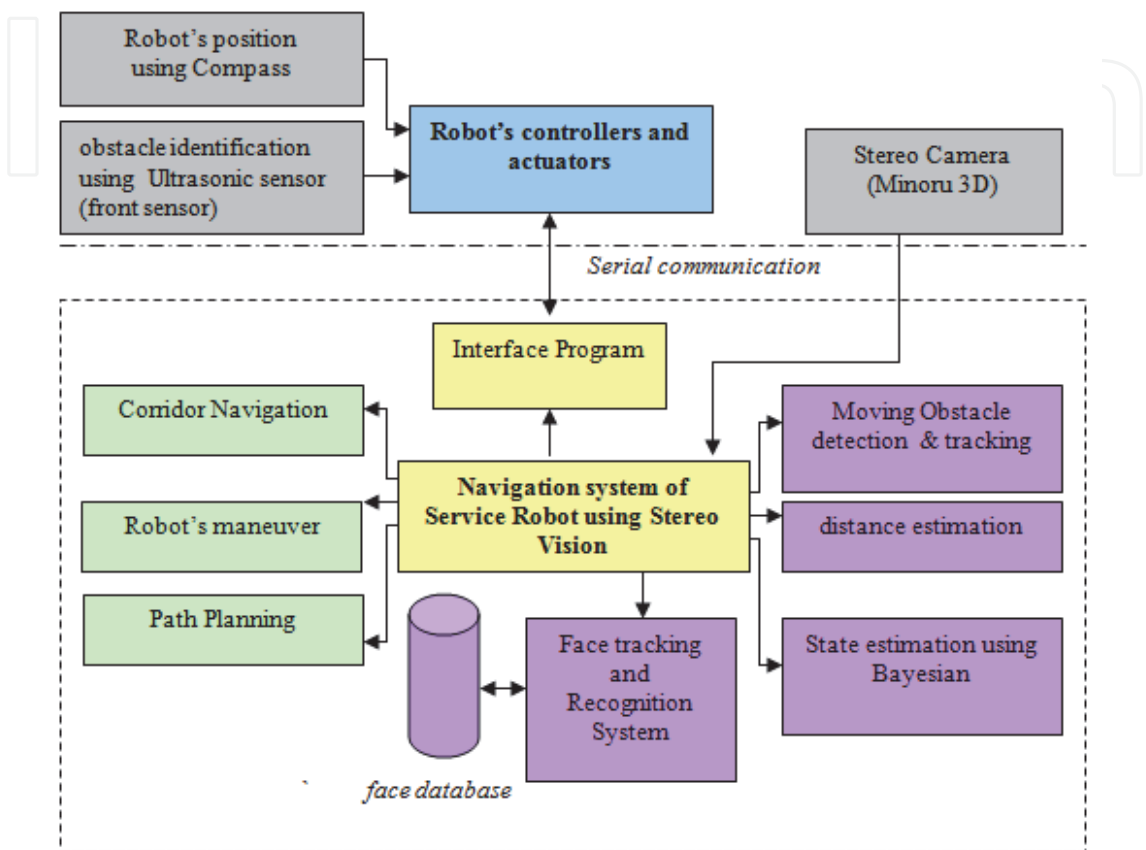 Robot’s position
using Compass
obstacle identification
using Ultrasonic sensor
(front sensor)
Robot’s controllers and
actuators
Stereo Camera
(Minoru 3D)
Serial communication
Interface Program
Corridor Navigation
Robot’s maneuver
Path Planning
Navigation system of
Service Robot using Stereo
Vision
Moving Obstacle
detection & tracking
distance estimation
State estimation using
Bayesian
Face tracking
and
Recognition
System
face database